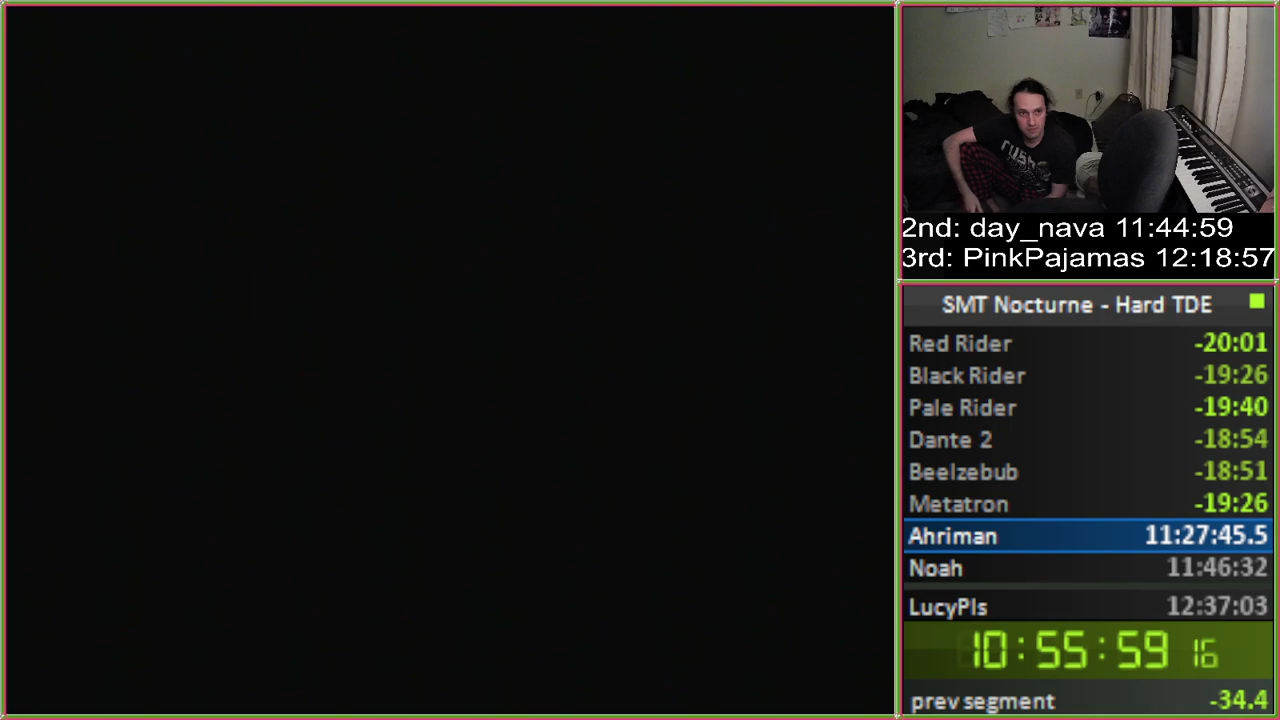 rush
2nd: day_nava 11:44:59
3rd: PinkPajamas 12:18:57
SMT Nocturne - Hard TDE
Red Rider -20:01
Black Rider -19:26
Pale Rider -19:40
Dante 2 -18:54
Beelzebub -18:51
Metatron -19:26
Ahriman 11:27:45.5
Noah 11:46:32
LucyPls 12:37:03
10:55:59 16
prev segment -34.4